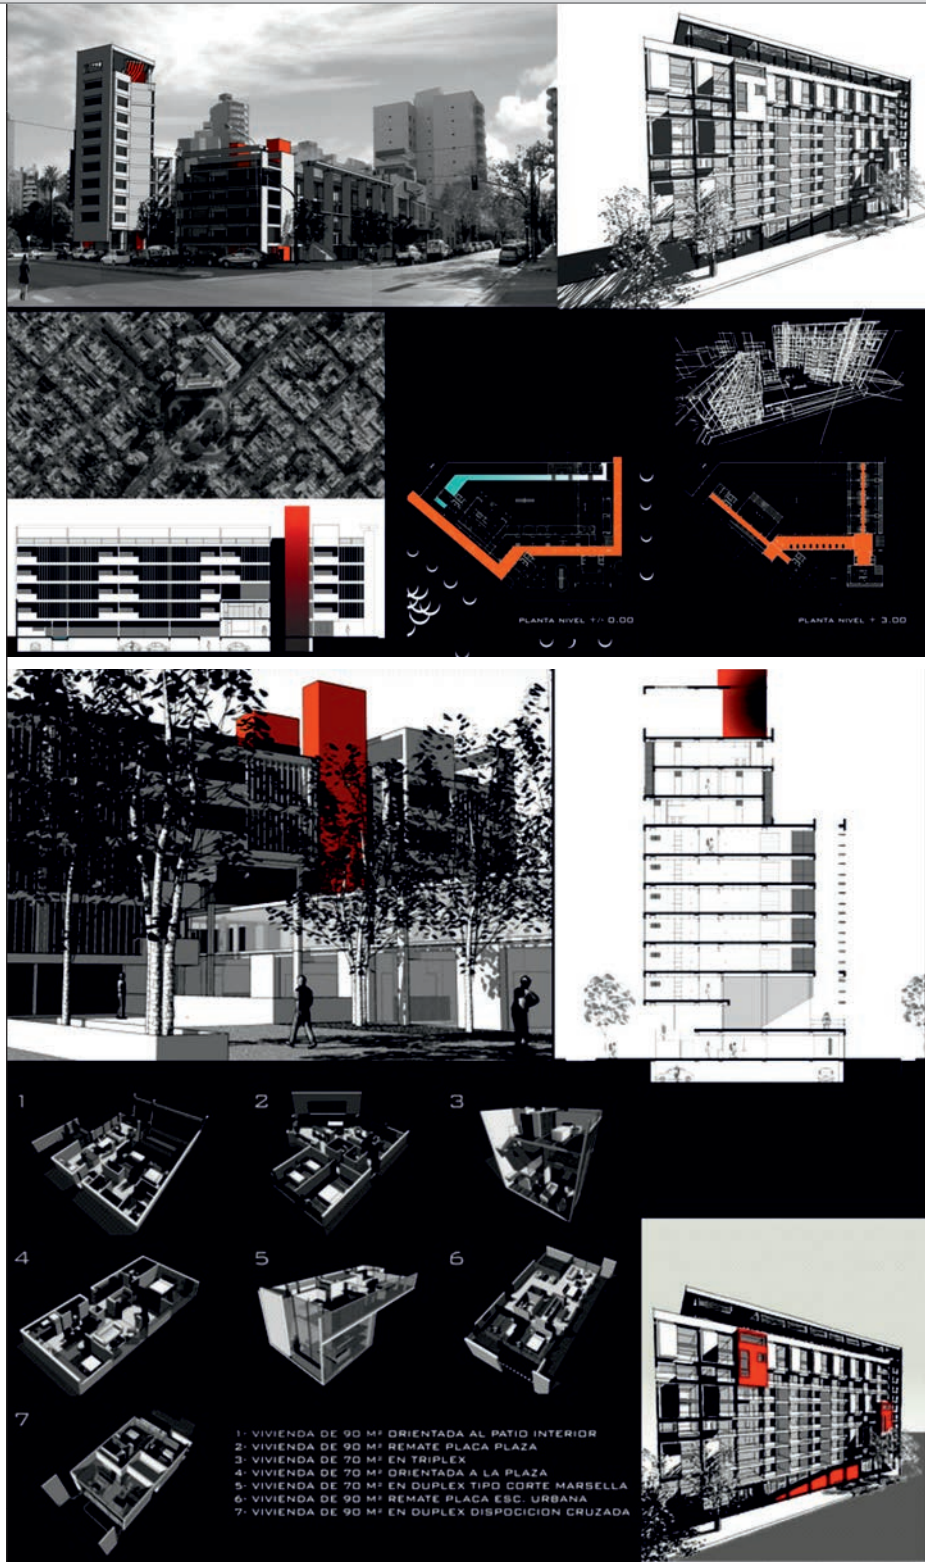 PLANTA NIVEL +/- 0.00
PLANTA NIVEL + 3.00
1
2
3
4
5
6
7
1- VIVIENDA DE 90 M² ORIENTADA AL PATIO INTERIOR
2- VIVIENDA DE 90 M² REMATE PLACA PLAZA
3- VIVIENDA DE 70 M² EN TRIPLEX
4- VIVIENDA DE 70 M² ORIENTADA A LA PLAZA
5- VIVIENDA DE 70 M² EN DUPLEX TIPO CORTE MARSELLA
6- VIVIENDA DE 90 M² REMATE PLACA ESC. URBANA
7- VIVIENDA DE 90 M² EN DUPLEX DISPOCICION CRUZADA